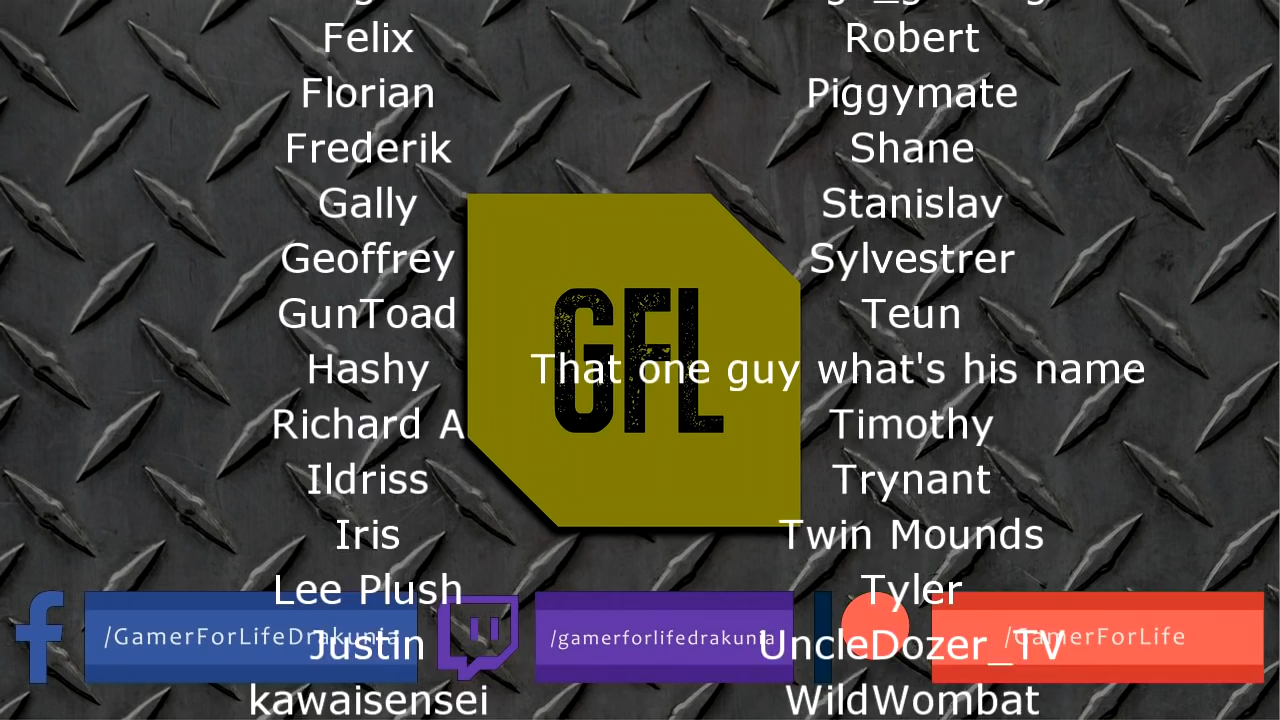 Felix
Florian
Frederik
Gally
Geoffrey
GunToad
Hashy
Richard A
Ildriss
Iris
Lee Plush
Justin
kawaisensei
Robert
Piggymate
Shane
Stanislav
Sylvestrer
Teun
That one guy what's his name
Timothy
Trynant
Twin Mounds
Tyler
UncleDozer_TV
WildWombat
GFL
/GamerForLifeDrakunia
/gamerforlifedrakunia
/GamerForLife